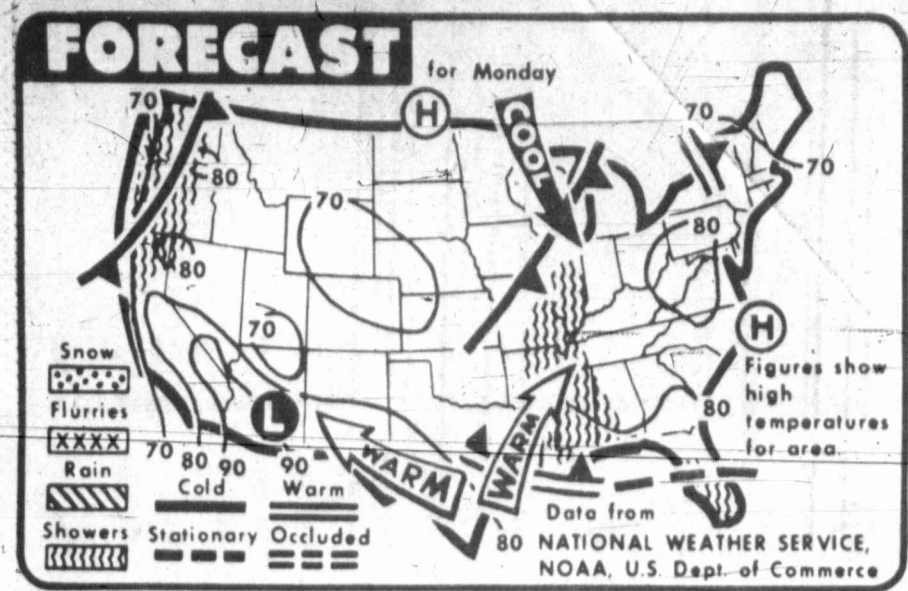 FORECAST
for Monday
70
H
COOL
70
70
80
70
80
80
70
H
Snow
Figures show
high
temperatures
for area.
Flurries
80
L
WARM
WARM
70 80 90 90
Rain
Cold Warm
Showers
Stationary Occluded
Data from
80 NATIONAL WEATHER SERVICE,
NOAA, U.S. Dept. of Commerce